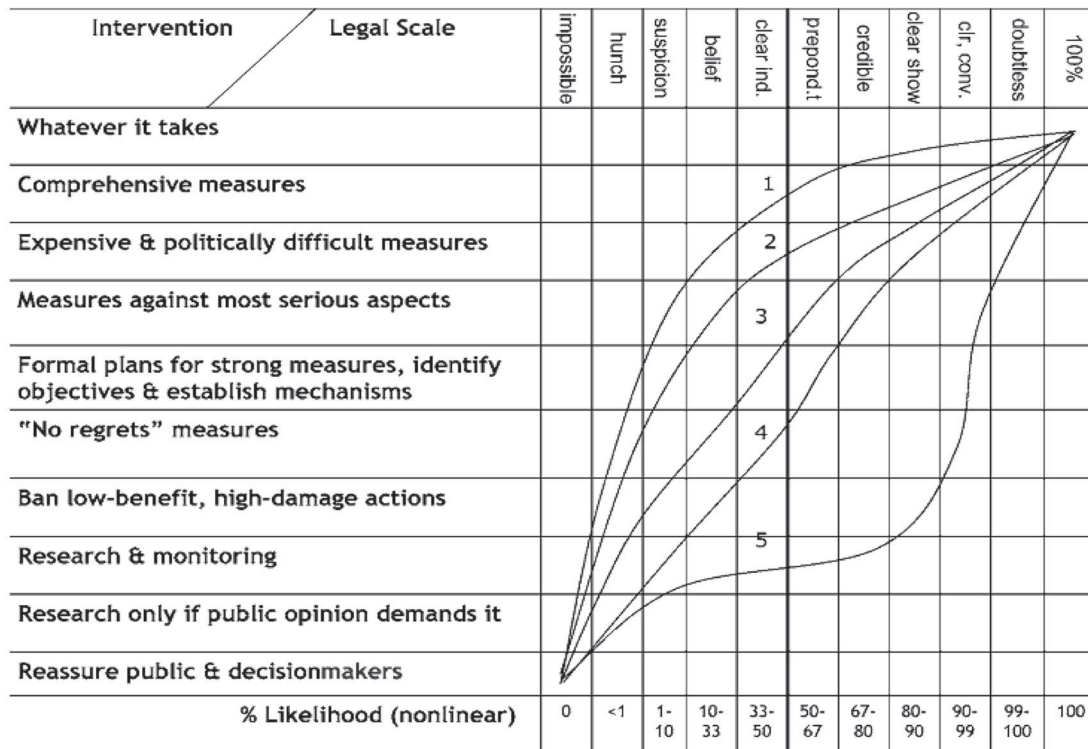 Intervention
Legal Scale
impossible
hunch
suspicion
belief
clear ind.
prepond.t
credible
clear show
clr, conv.
doubtless
100%
Whatever it takes
Comprehensive measures
1
Expensive & politically difficult measures
2
Measures against most serious aspects
3
Formal plans for strong measures, identify
objectives & establish mechanisms
“No regrets” measures
4
Ban low-benefit, high-damage actions
Research & monitoring
5
Research only if public opinion demands it
Reassure public & decisionmakers
% Likelihood (nonlinear)
0
<1
1-
10
10-
33
33-
50
50-
67
67-
80
80-
90
90-
99
99-
100
100